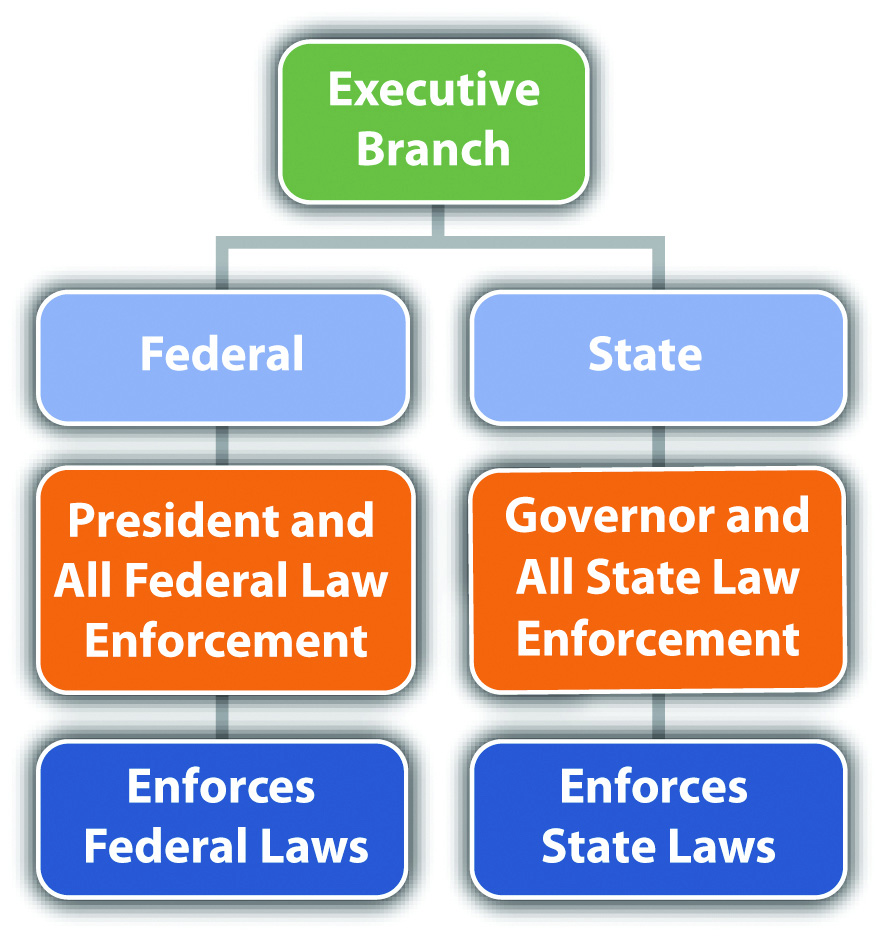 Executive
Branch
Federal
State
President and
All Federal Law
Enforcement
Governor and
All State Law
Enforcement
Enforces
Federal Laws
Enforces
State Laws